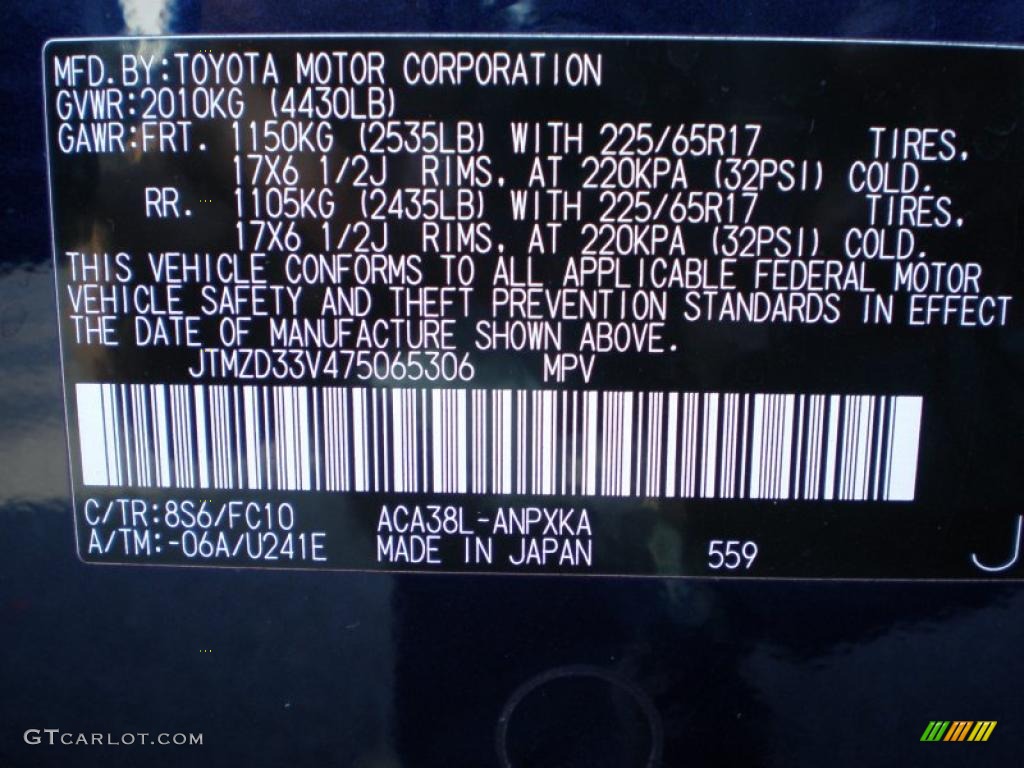 MFD.BY:TOYOTA MOTOR CORPORATION
GVWR:2010KG (4430LB)
GAWR:FRT. 1150KG (2535LB) WITH 225/65R17 TIRES,
17X6 1/2J RIMS, AT 220KPA (32PSI) COLD.
RR. 1105KG (2435LB) WITH 225/65R17 TIRES,
17X6 1/2J RIMS, AT 220KPA (32PSI) COLD.
THIS VEHICLE CONFORMS TO ALL APPLICABLE FEDERAL MOTOR
VEHICLE SAFETY AND THEFT PREVENTION STANDARDS IN EFFECT
THE DATE OF MANUFACTURE SHOWN ABOVE.
JTMZD33V475065306 MPV
C/TR:8S6/FC10 ACA38L-ANPXKA
A/TM:-06A/U241E MADE IN JAPAN 559 J
GTCARLOT.COM